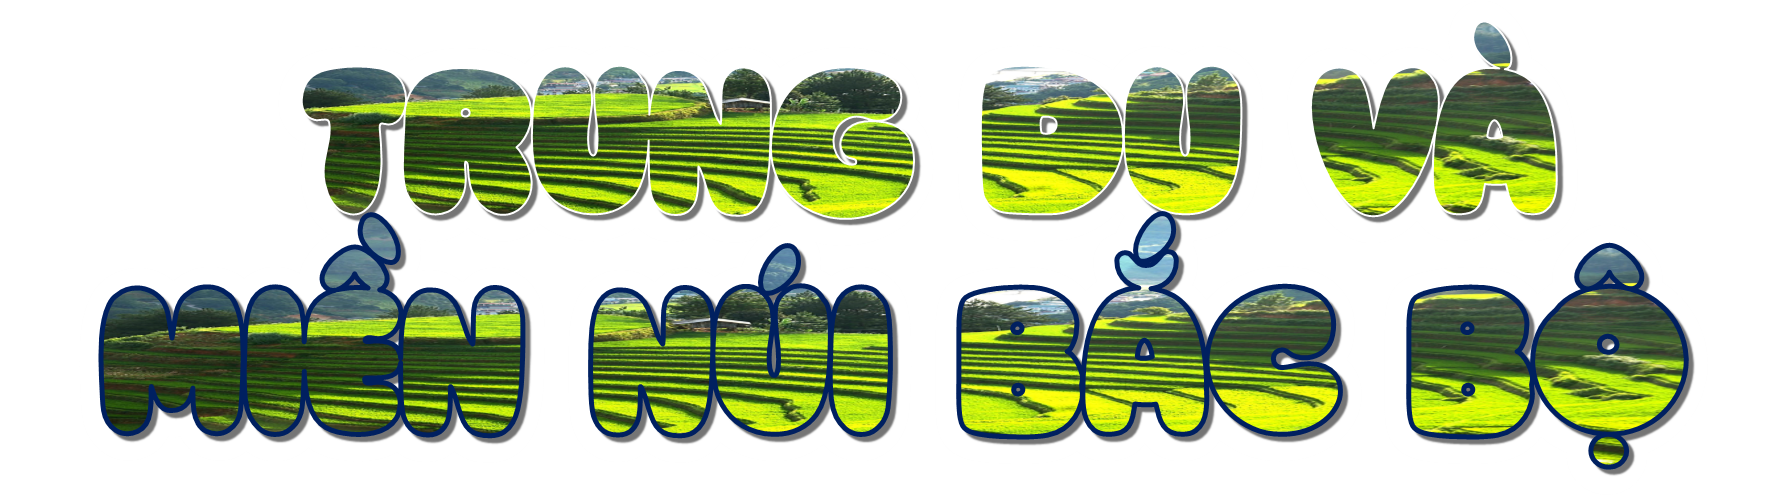 TRUNG DU VÀ
MIỀN NÚI BẮC BỘ